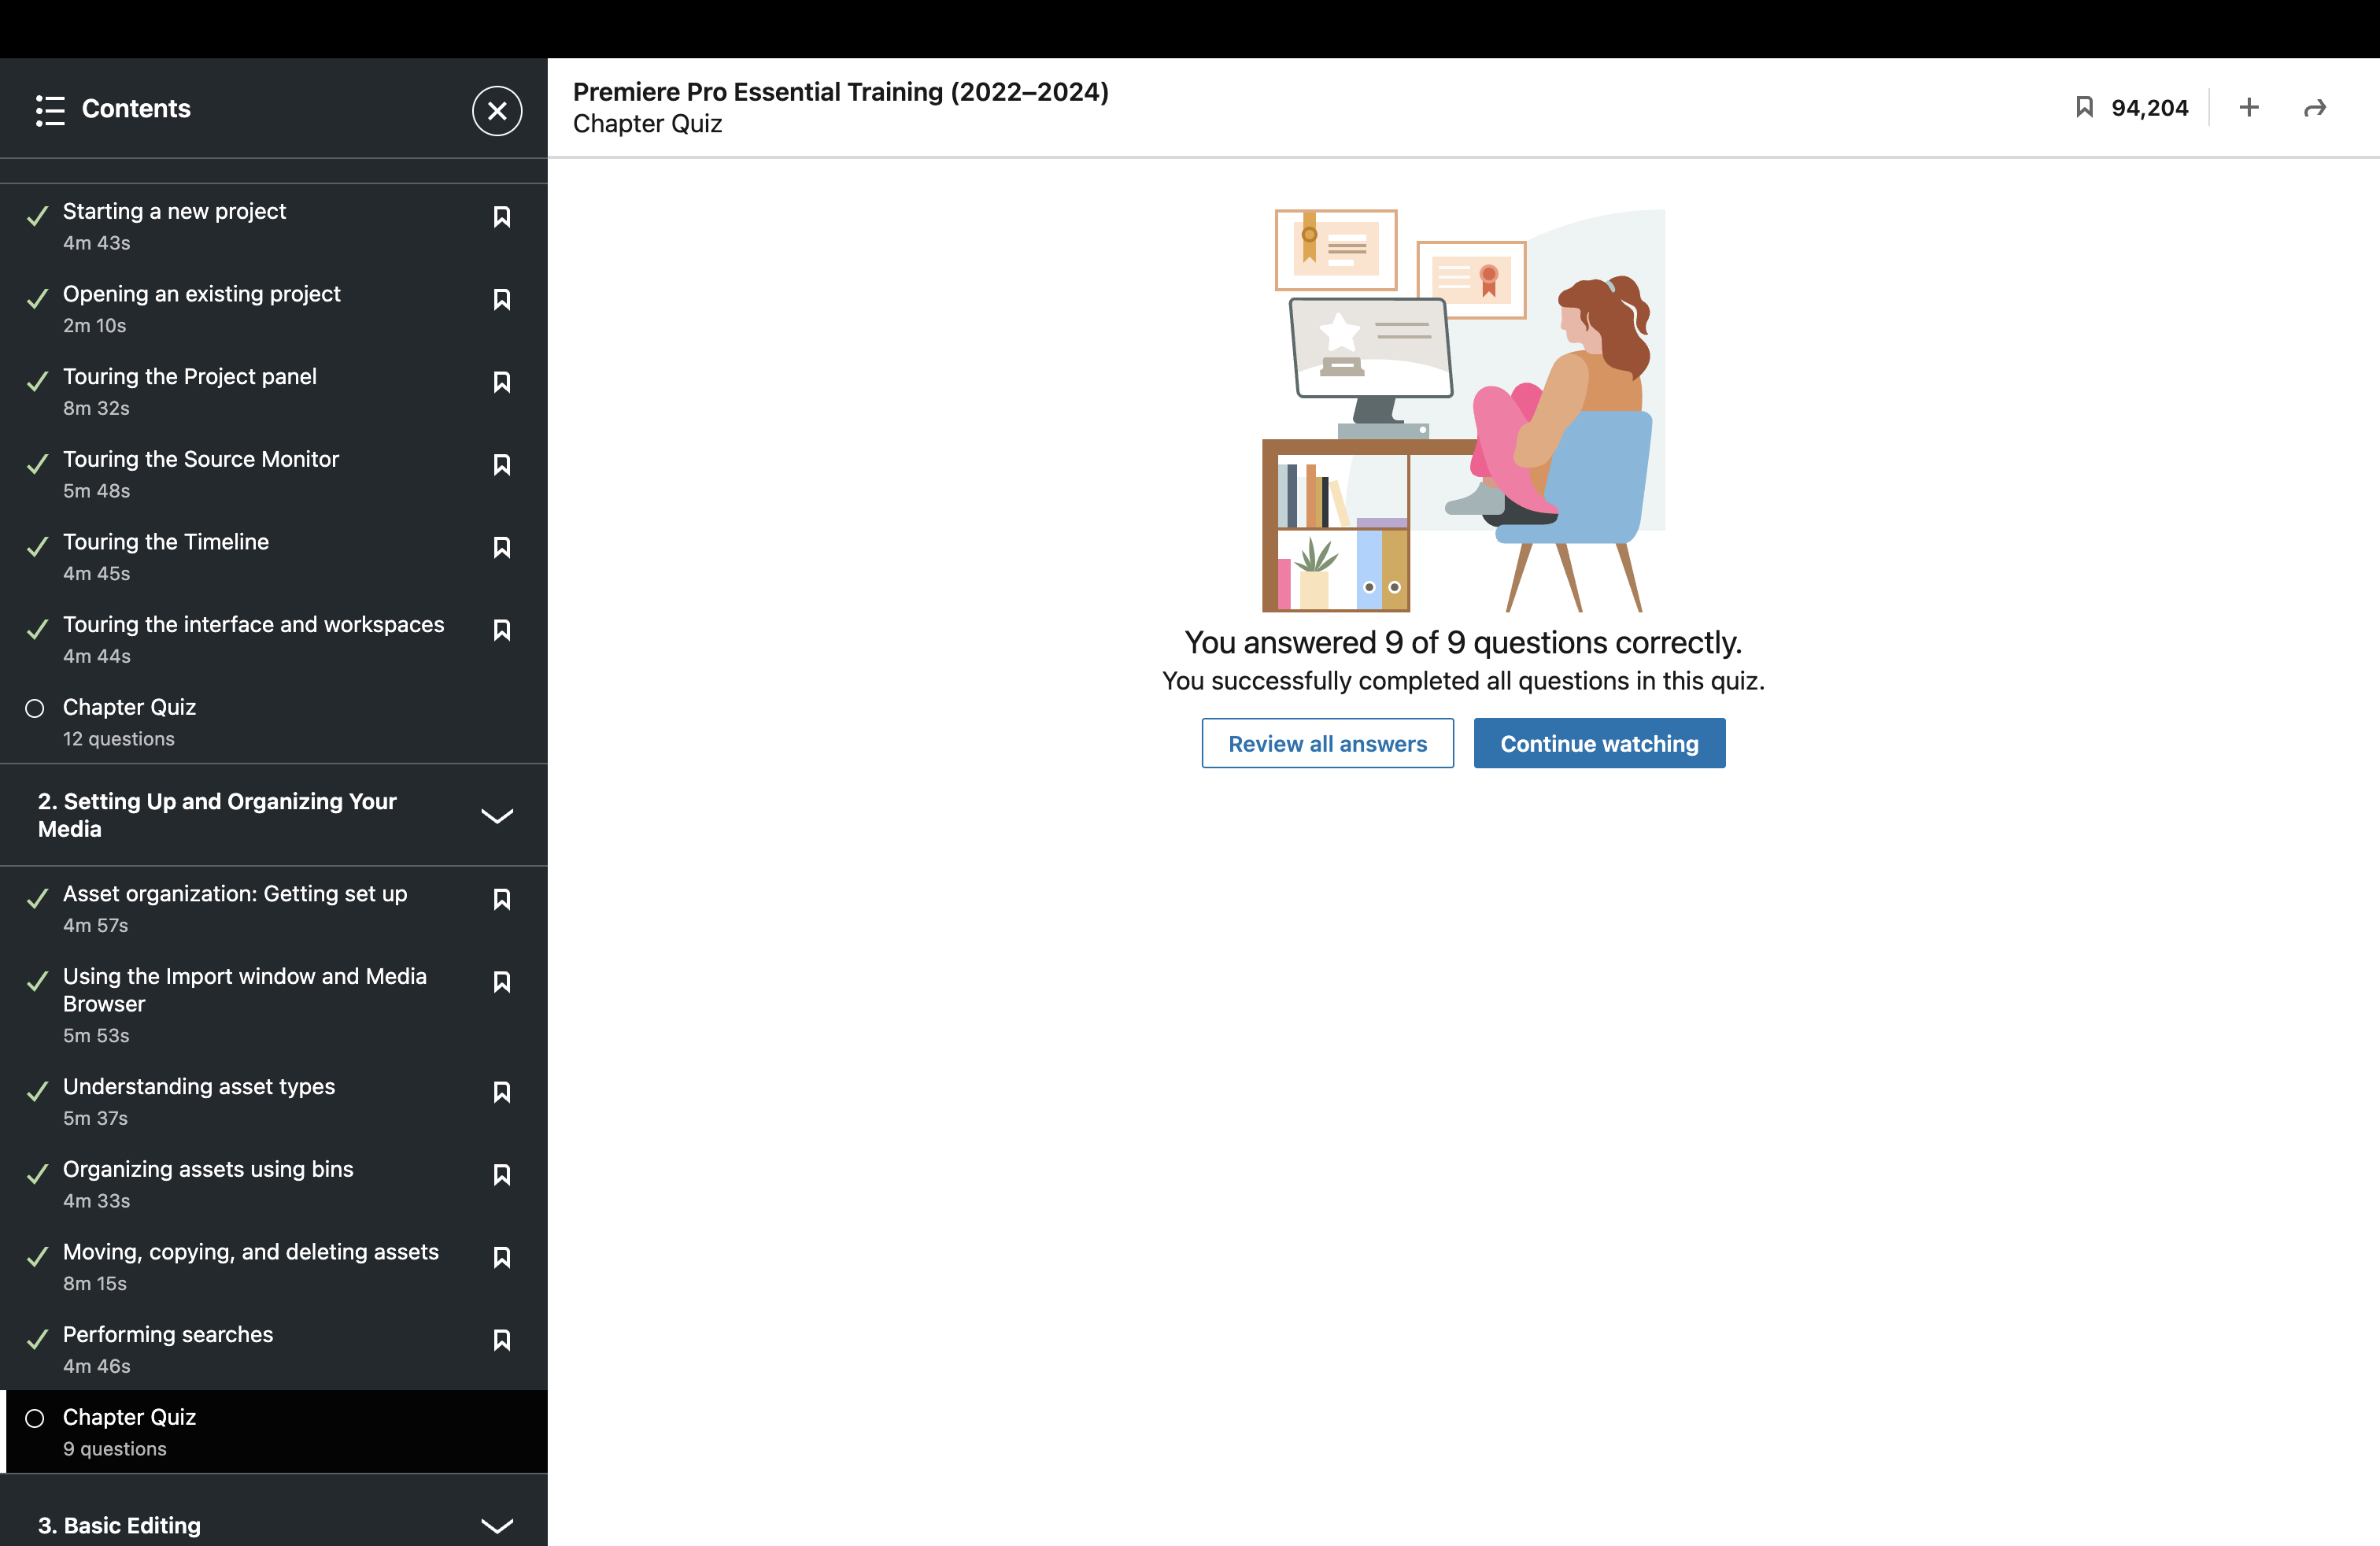 Contents
Starting a new project
4m 43s
Opening an existing project
2m 10s
Touring the Project panel
8m 32s
Touring the Source Monitor
5m 48s
Touring the Timeline
4m 45s
Touring the interface and workspaces
4m 44s
Chapter Quiz
12 questions
2. Setting Up and Organizing Your
Media
Asset organization: Getting set up
4m 57s
Using the Import window and Media
Browser
5m 53s
Understanding asset types
5m 37s
Organizing assets using bins
4m 33s
Moving, copying, and deleting assets
8m 15s
Performing searches
4m 46s
Chapter Quiz
9 questions
3. Basic Editing
Premiere Pro Essential Training (2022–2024)
Chapter Quiz
94,204
You answered 9 of 9 questions correctly.
You successfully completed all questions in this quiz.
Review all answers
Continue watching